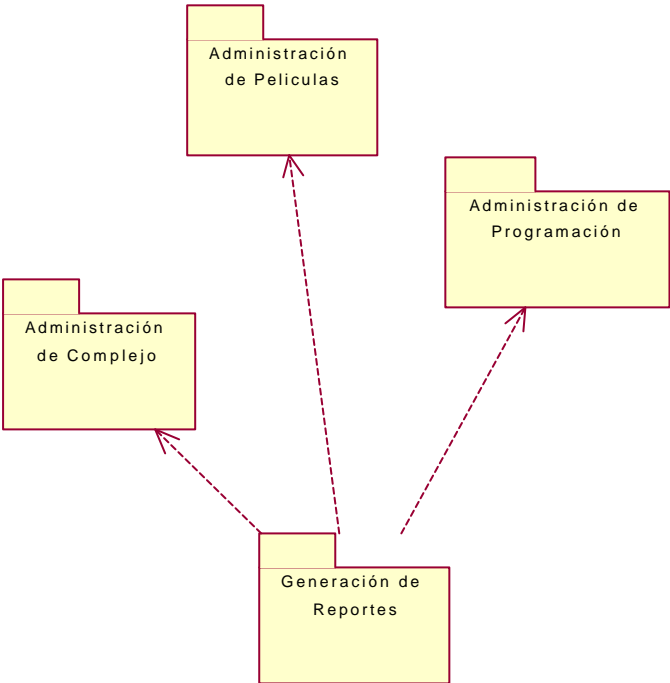 Administración
de Peliculas
Administración de
Programación
Administración
de Complejo
Generación de
Reportes